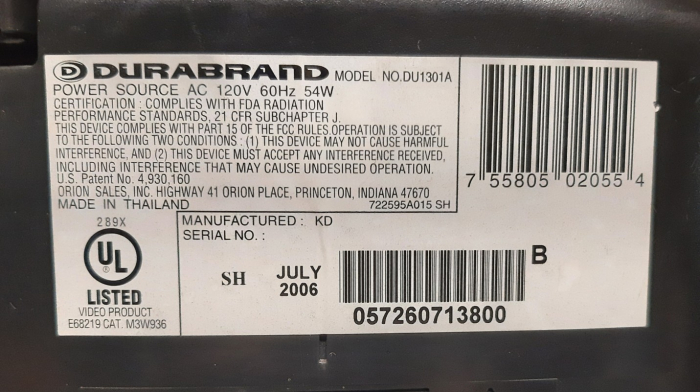 DURABRAND MODEL NO.DU1301A
POWER SOURCE AC 120V 60Hz 54W
CERTIFICATION : COMPLIES WITH FDA RADIATION
PERFORMANCE STANDARDS, 21 CFR SUBCHAPTER J.
THIS DEVICE COMPLIES WITH PART 15 OF THE FCC RULES.OPERATION IS SUBJECT
TO THE FOLLOWING TWO CONDITIONS : (1) THIS DEVICE MAY NOT CAUSE HARMFUL
INTERFERENCE, AND (2) THIS DEVICE MUST ACCEPT ANY INTERFERENCE RECEIVED,
INCLUDING INTERFERENCE THAT MAY CAUSE UNDESIRED OPERATION.
U.S. Patent No. 4,930,160
ORION SALES, INC. HIGHWAY 41 ORION PLACE, PRINCETON, INDIANA 47670
MADE IN THAILAND 722595A015 SH
7 55805 02055 4
289X
UL
®
LISTED
VIDEO PRODUCT
E68219 CAT. M3W936
MANUFACTURED : KD
SERIAL NO. :
SH JULY
2006
B
057260713800